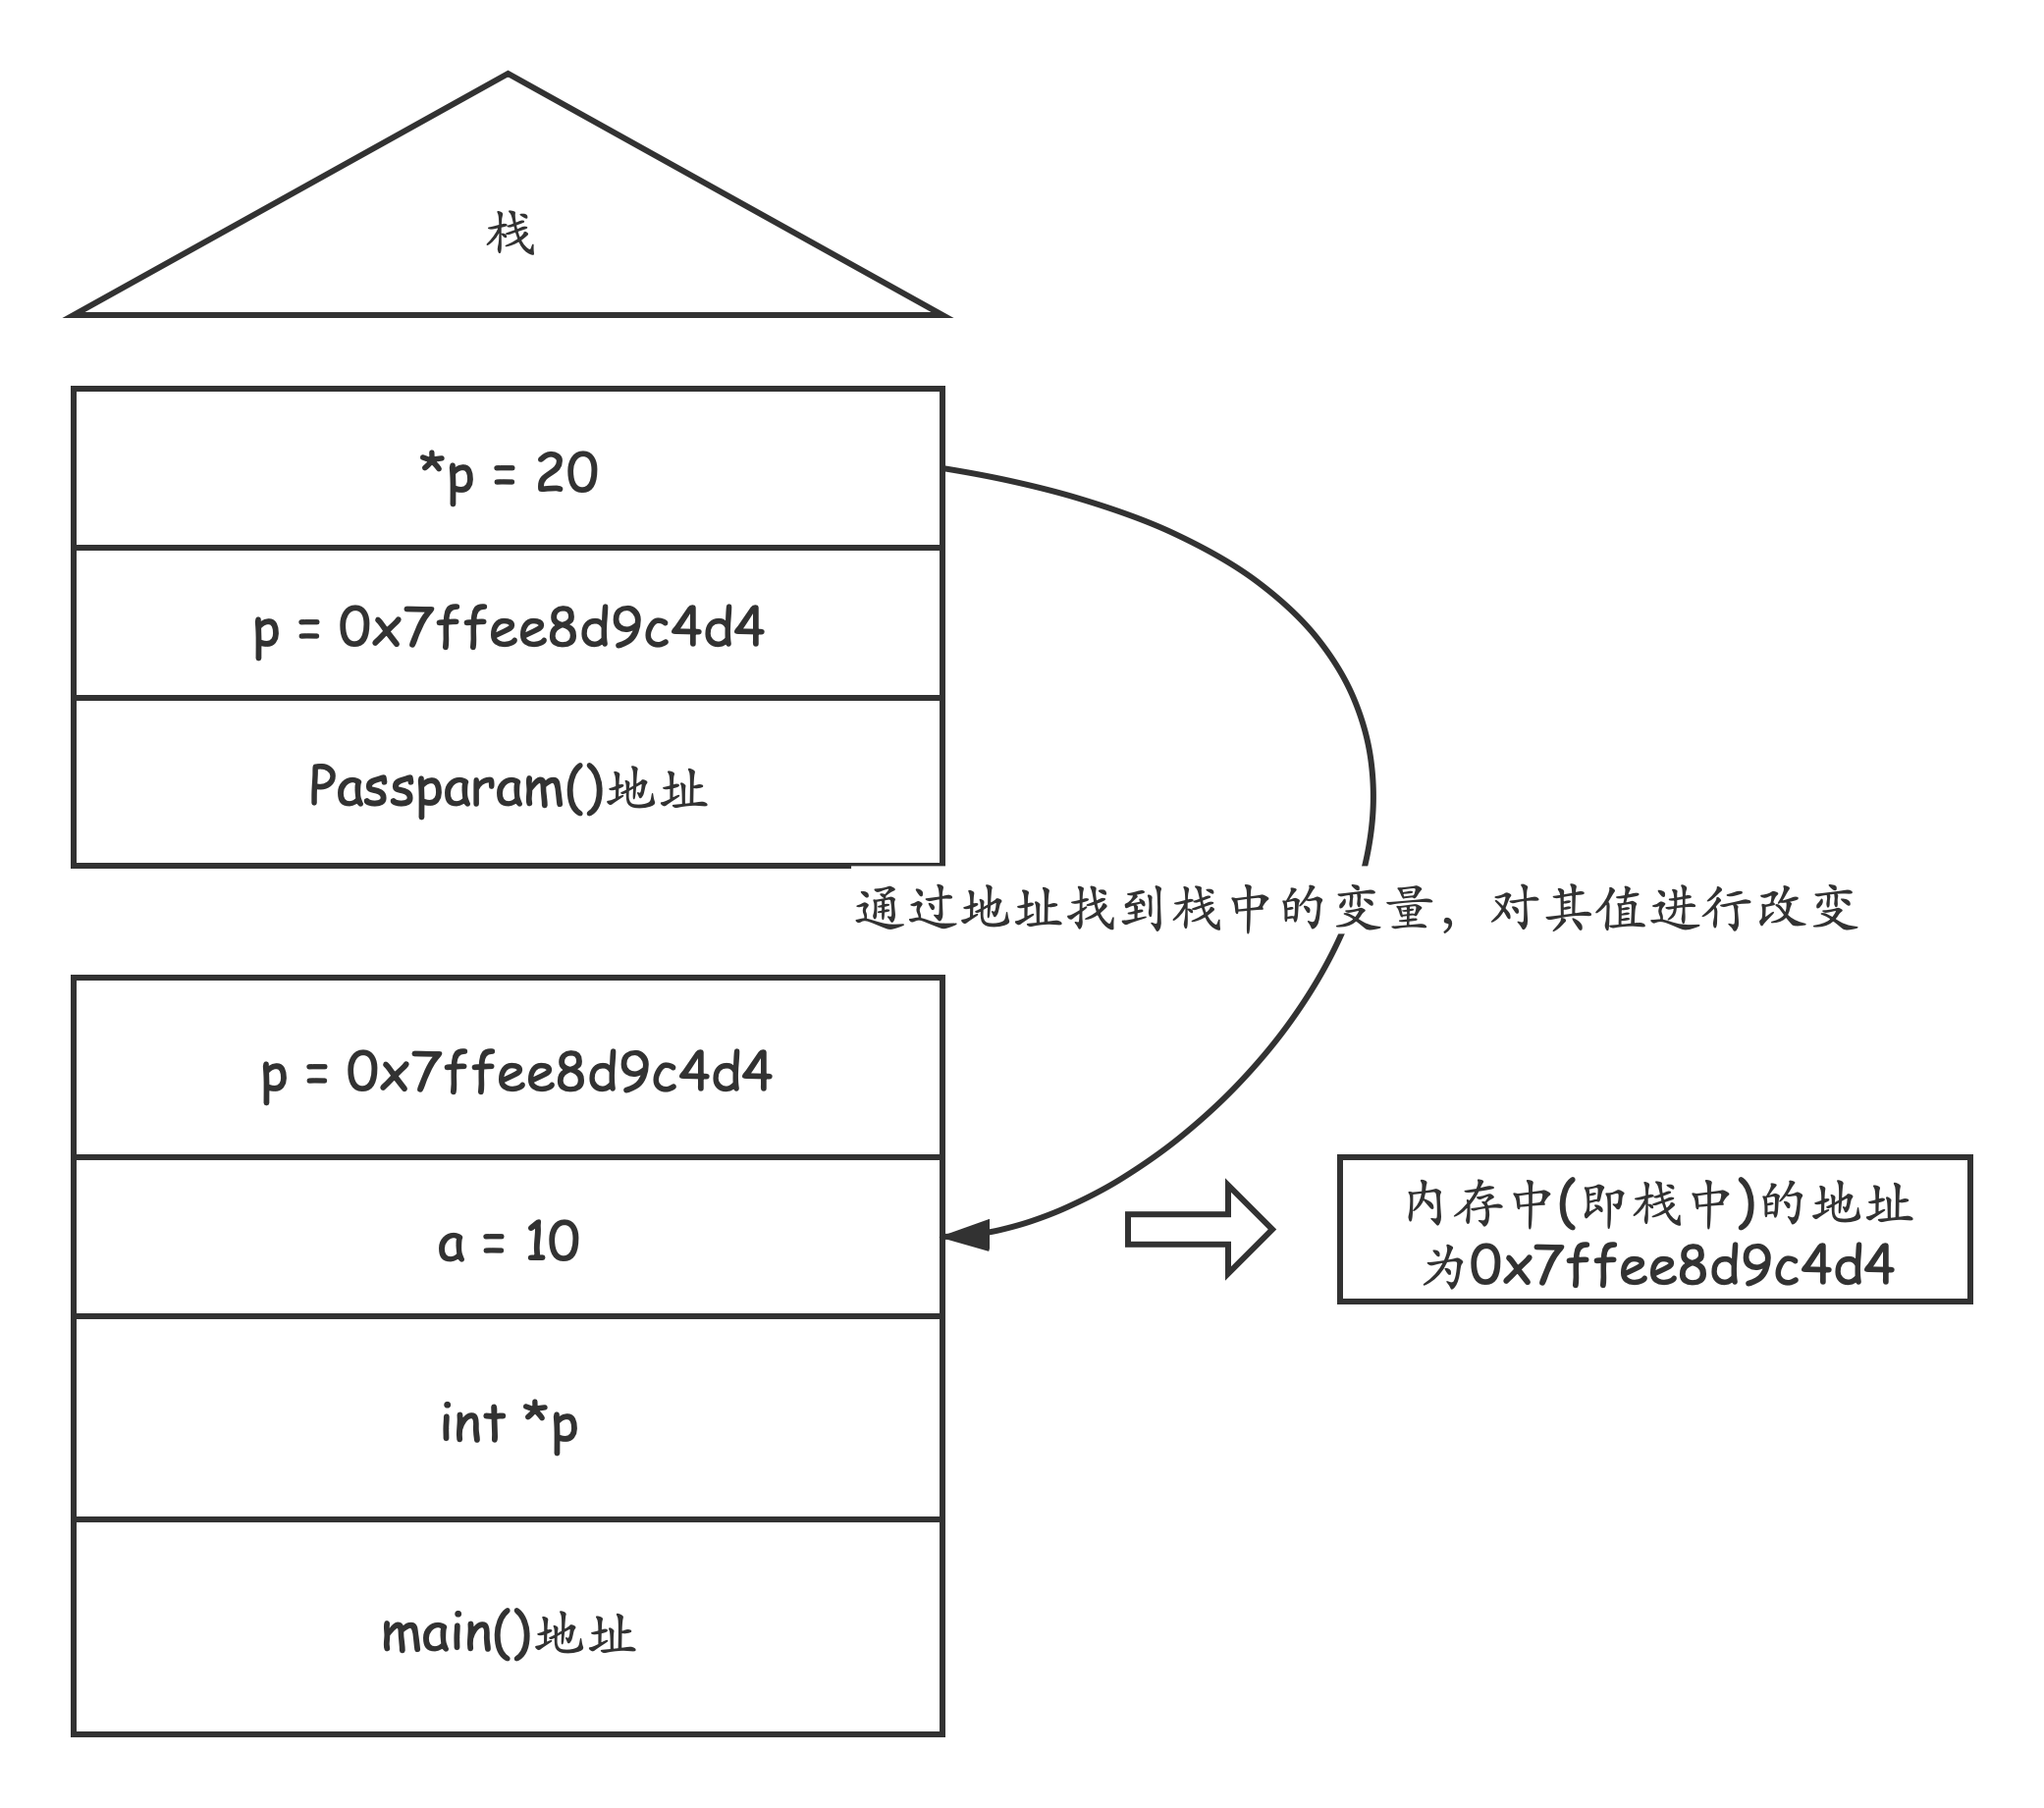 栈
*p = 20
p = 0x7ffee8d9c4d4
Passparam()地址
通过地址找到栈中的变量，对其值进行改变
p = 0x7ffee8d9c4d4
a = 10
内存中(即栈中)的地址
为0x7ffee8d9c4d4
int *p
main()地址